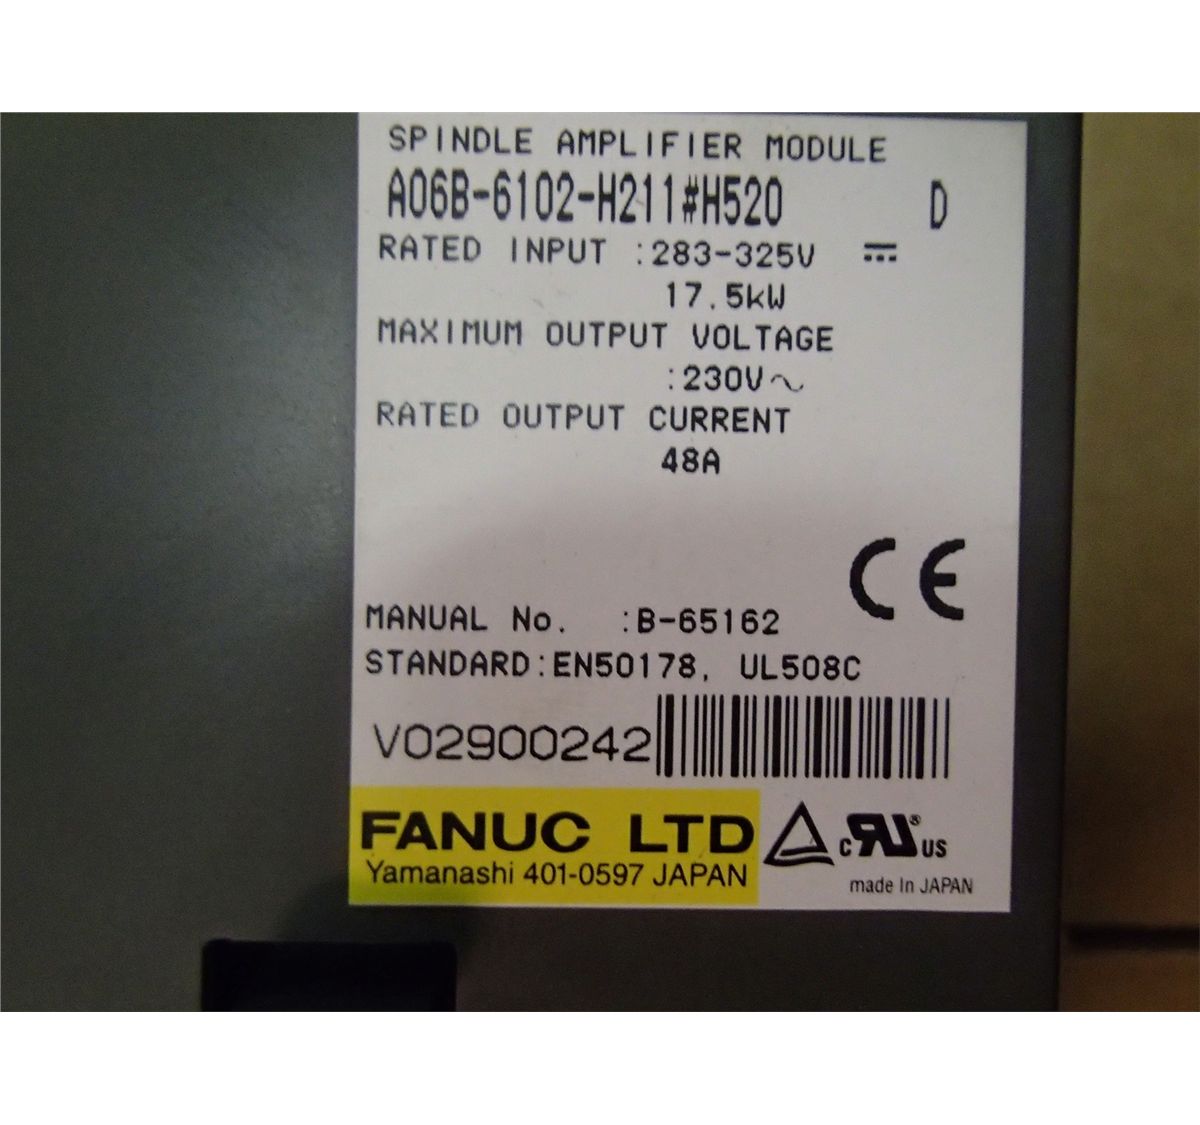 SPINDLE AMPLIFIER MODULE
A06B-6102-H211#H520 D
RATED INPUT :283-325V ⎓
17.5kW
MAXIMUM OUTPUT VOLTAGE
:230V~
RATED OUTPUT CURRENT
48A
CE
MANUAL No. :B-65162
STANDARD:EN50178, UL508C
V02900242
FANUC LTD
Yamanashi 401-0597 JAPAN
c RU ® US
made In JAPAN